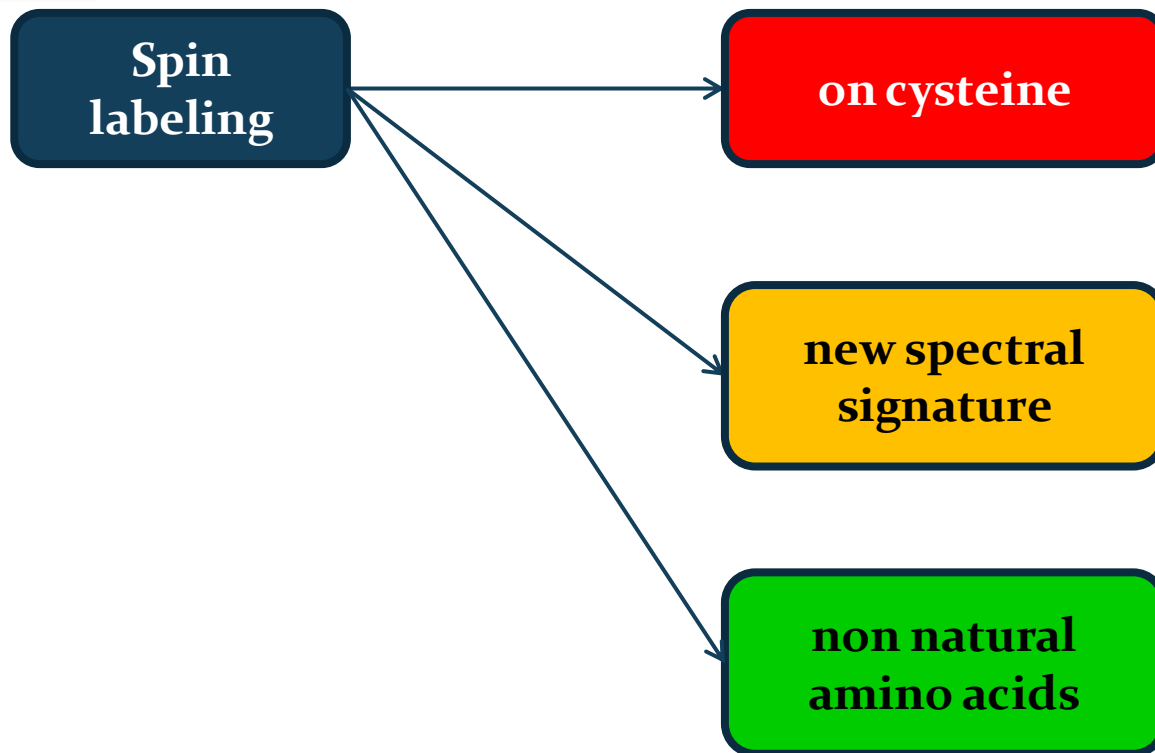 Spin
labeling
on cysteine
new spectral
signature
non natural
amino acids